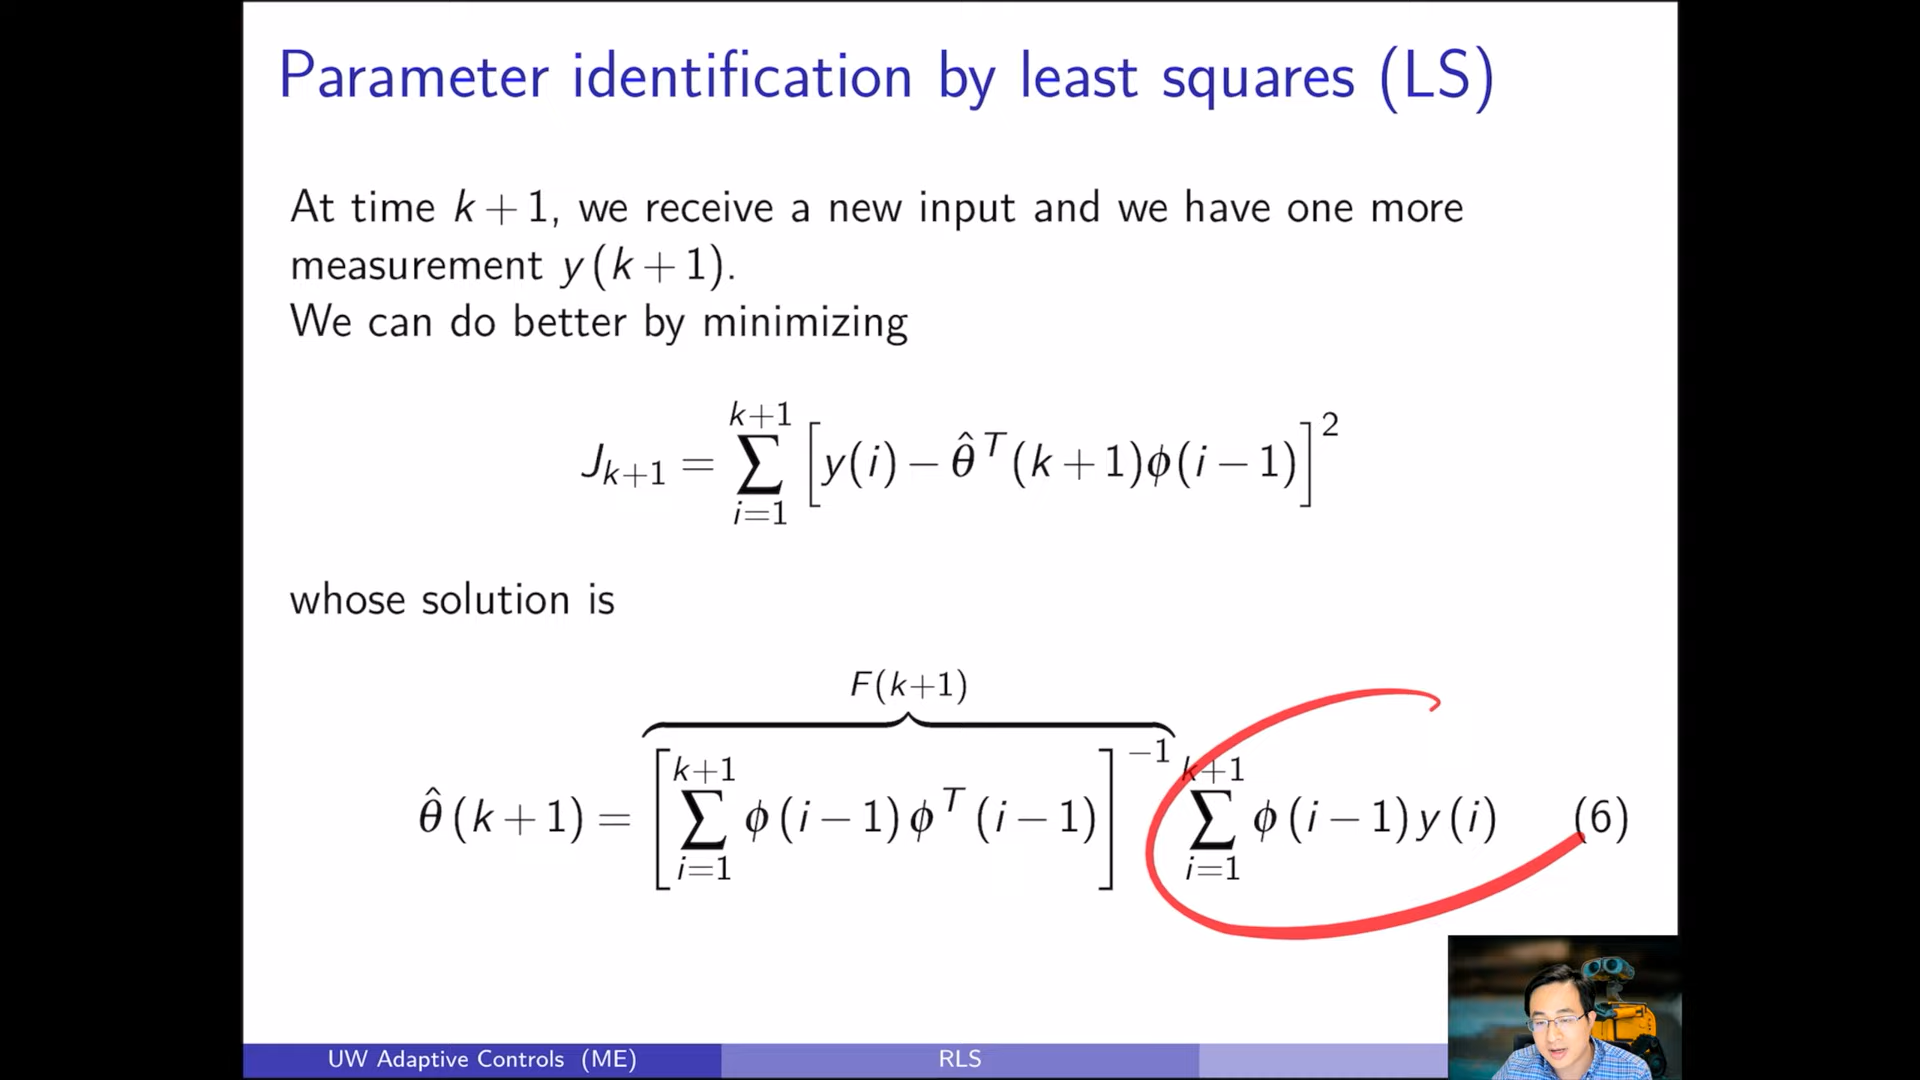 Parameter identification by least squares (LS)
At time k + 1, we receive a new input and we have one more
measurement y (k + 1).
We can do better by minimizing
J_{k+1} = \sum_{i=1}^{k+1} [y(i) − \hat{θ}^T(k + 1)ϕ(i − 1)]^2
whose solution is
F(k+1)
\hat{θ} (k + 1) = [\sum_{i=1}^{k+1} ϕ (i − 1) ϕ^T (i − 1)]^{−1} \sum_{i=1}^{k+1} ϕ (i − 1) y (i) (6)
UW Adaptive Controls (ME) RLS